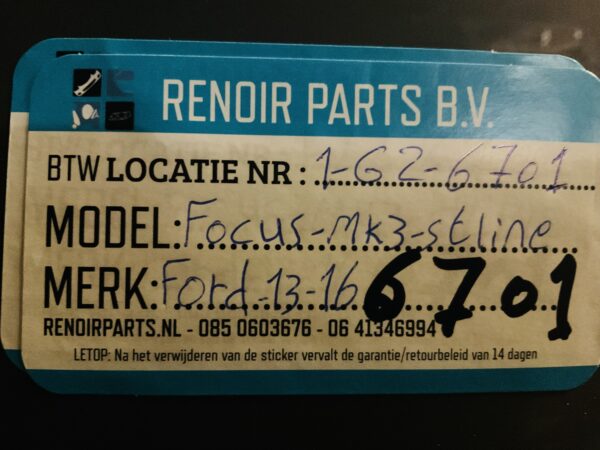 RENOIR PARTS B.V.
BTW LOCATIE NR: 1-G2-6701
MODEL: Focus-Mk3-stline
MERK: Ford-13-16 6701
RENOIRPARTS.NL - 085 0603676 - 06 41346994
LETOP: Na het verwijderen van de sticker vervalt de garantie/retourbeleid van 14 dagen